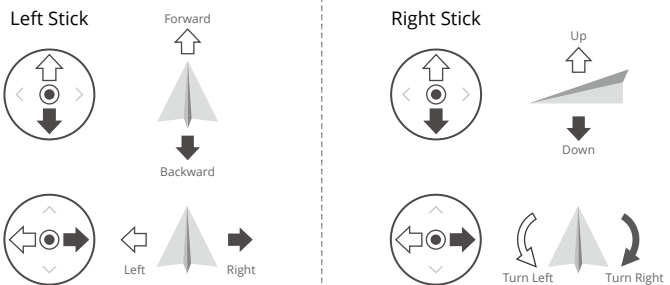 Left Stick
Forward
Backward
Left
Right
Right Stick
Up
Down
Turn Left
Turn Right